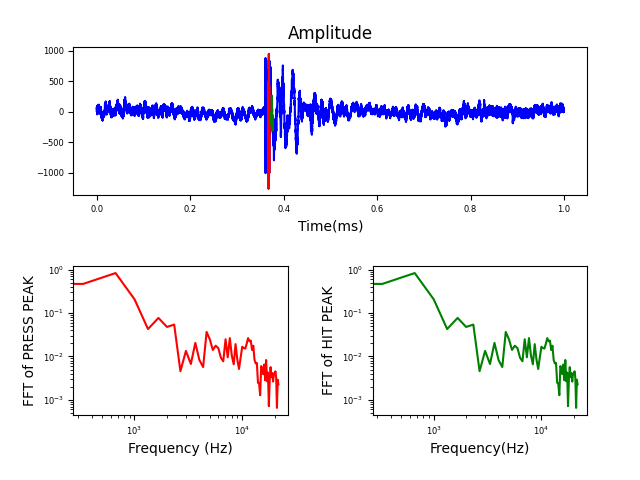 Amplitude
1000
500
0
−500
−1000
0.0 0.2 0.4 0.6 0.8 1.0
Time(ms)
FFT of PRESS PEAK
10⁰
10⁻¹
10⁻²
10⁻³
10³ 10⁴
Frequency (Hz)
FFT of HIT PEAK
10⁰
10⁻¹
10⁻²
10⁻³
10³ 10⁴
Frequency(Hz)